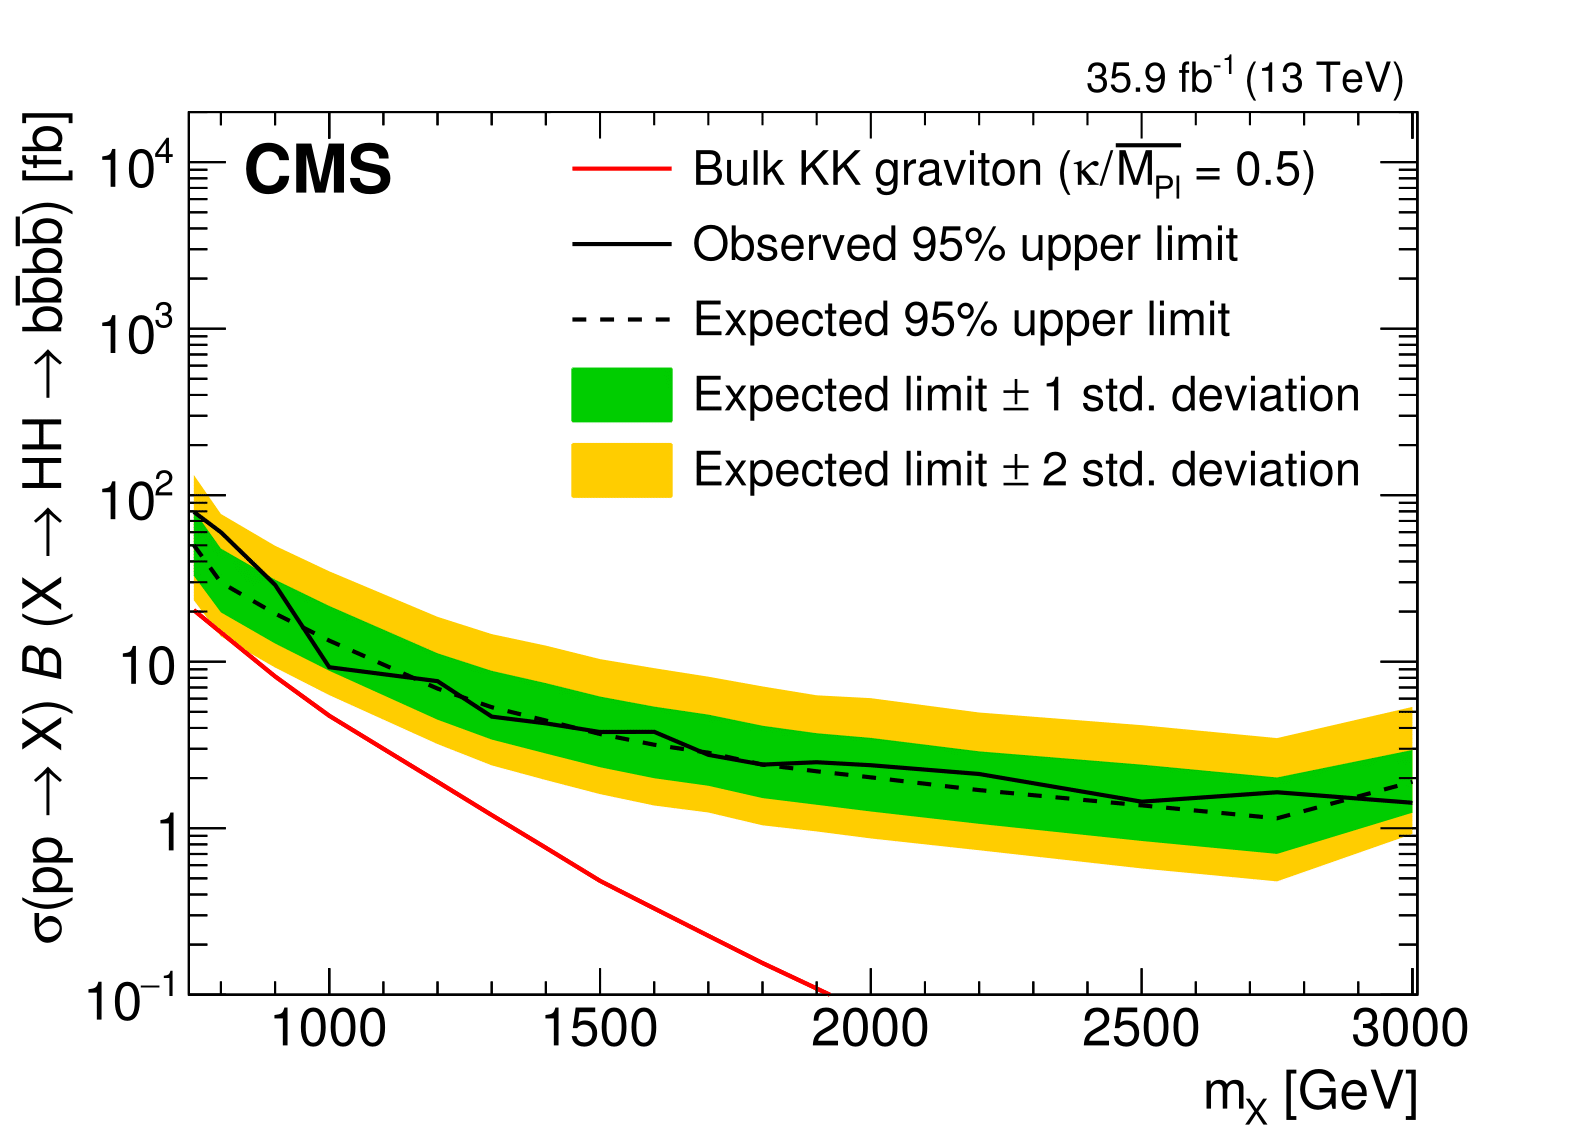 35.9 fb⁻¹ (13 TeV)
CMS
Bulk KK graviton (κ/M̅_Pl = 0.5)
Observed 95% upper limit
Expected 95% upper limit
Expected limit ± 1 std. deviation
Expected limit ± 2 std. deviation
σ(pp → X) B (X → HH → bb̅bb̅) [fb]
10⁴
10³
10²
10
1
10⁻¹
1000 1500 2000 2500 3000
m_X [GeV]